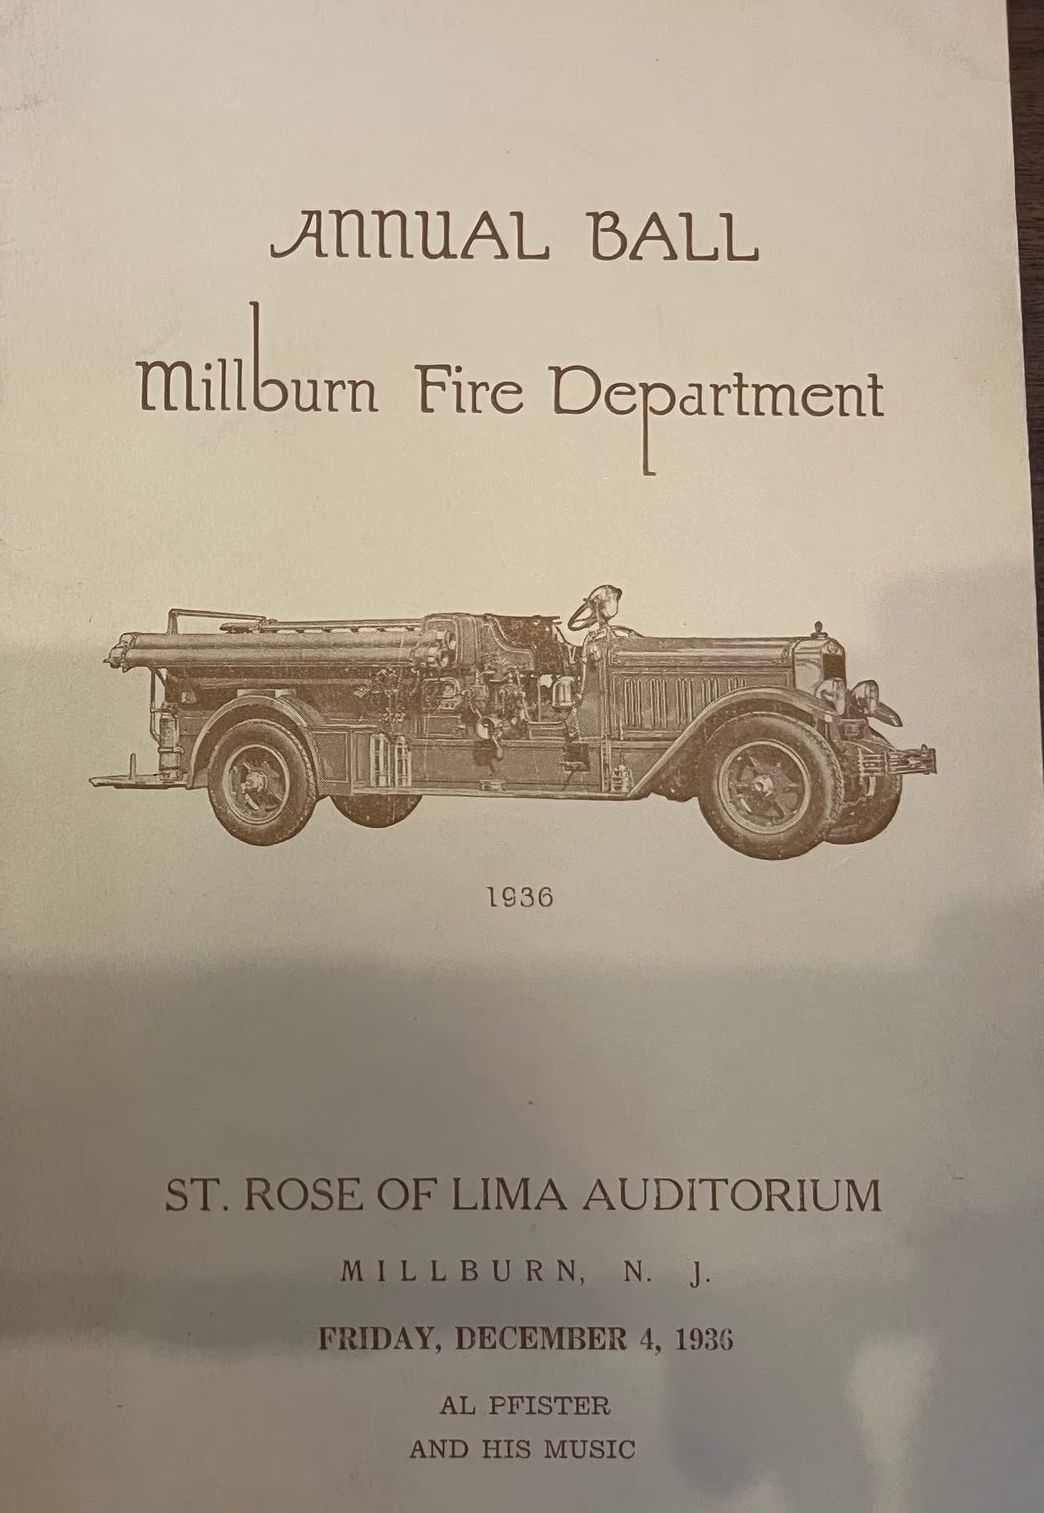 ANNUAL BALL
Millburn Fire Department
1936
ST. ROSE OF LIMA AUDITORIUM
MILLBURN, N. J.
FRIDAY, DECEMBER 4, 1936
AL PFISTER
AND HIS MUSIC